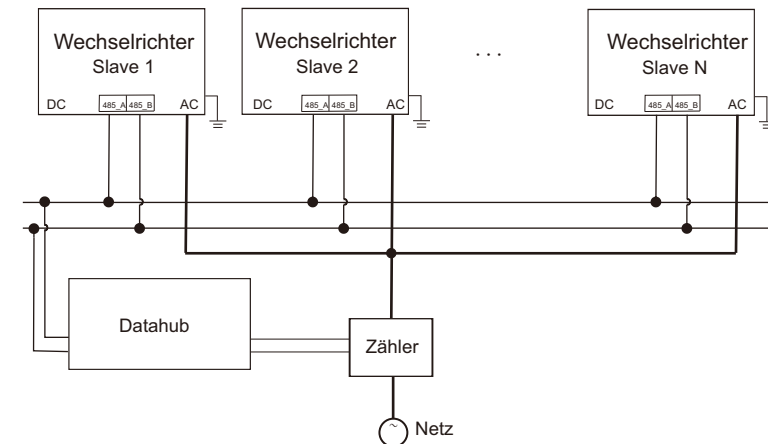 Wechselrichter
Slave 1
DC
485_A
485_B
AC
Wechselrichter
Slave 2
DC
485_A
485_B
AC
. . .
Wechselrichter
Slave N
DC
485_A
485_B
AC
Datahub
Zähler
~
Netz